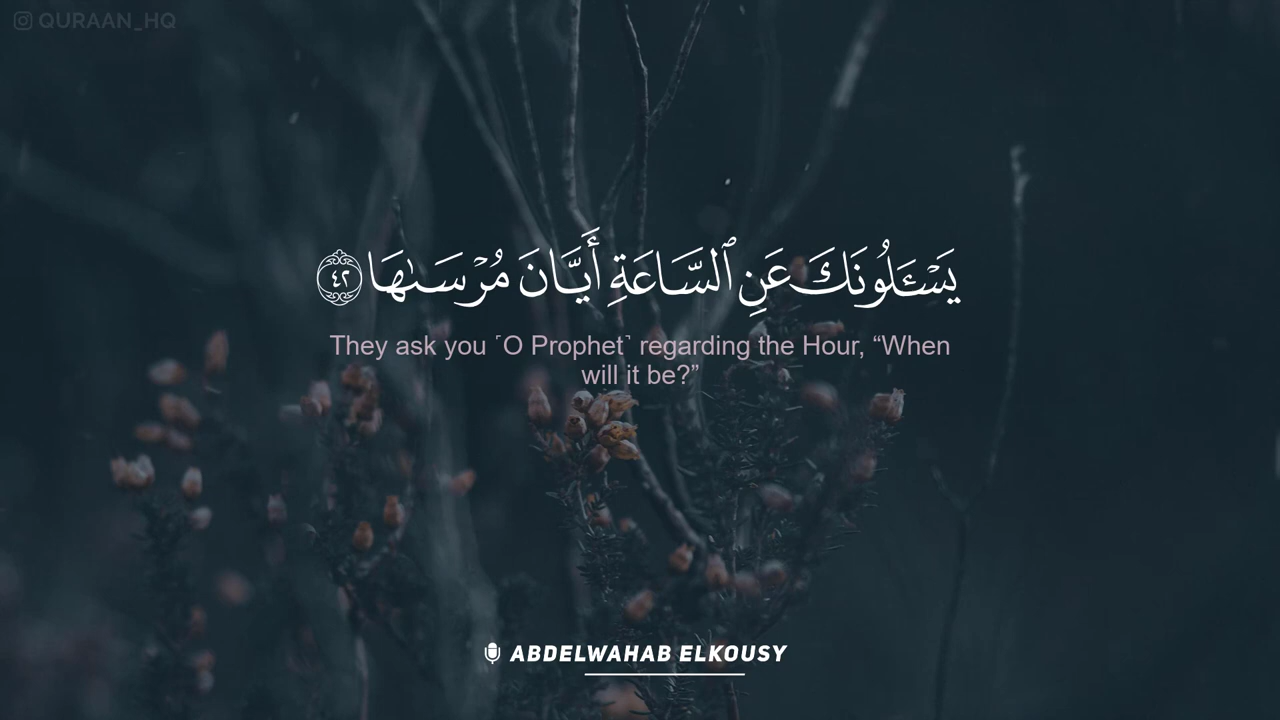 QURAAN_HQ
يَسْـَٔلُونَكَ عَنِ ٱلسَّاعَةِ أَيَّانَ مُرْسَىٰهَا ٤٢
They ask you ˹O Prophet˺ regarding the Hour, “When
will it be?”
ABDELWAHAB ELKOUSY